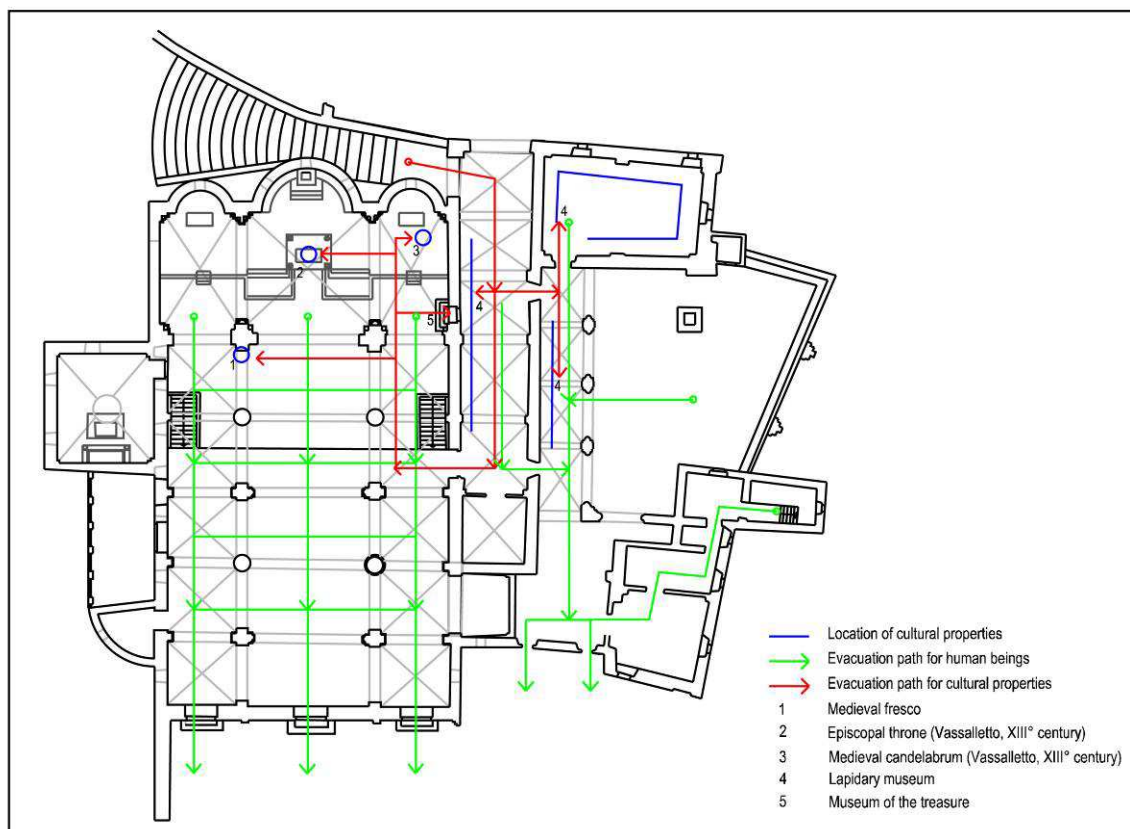 4
3
2
4
5
1
4
Location of cultural properties
Evacuation path for human beings
Evacuation path for cultural properties
1 Medieval fresco
2 Episcopal throne (Vassalletto, XIII° century)
3 Medieval candelabrum (Vassalletto, XIII° century)
4 Lapidary museum
5 Museum of the treasure